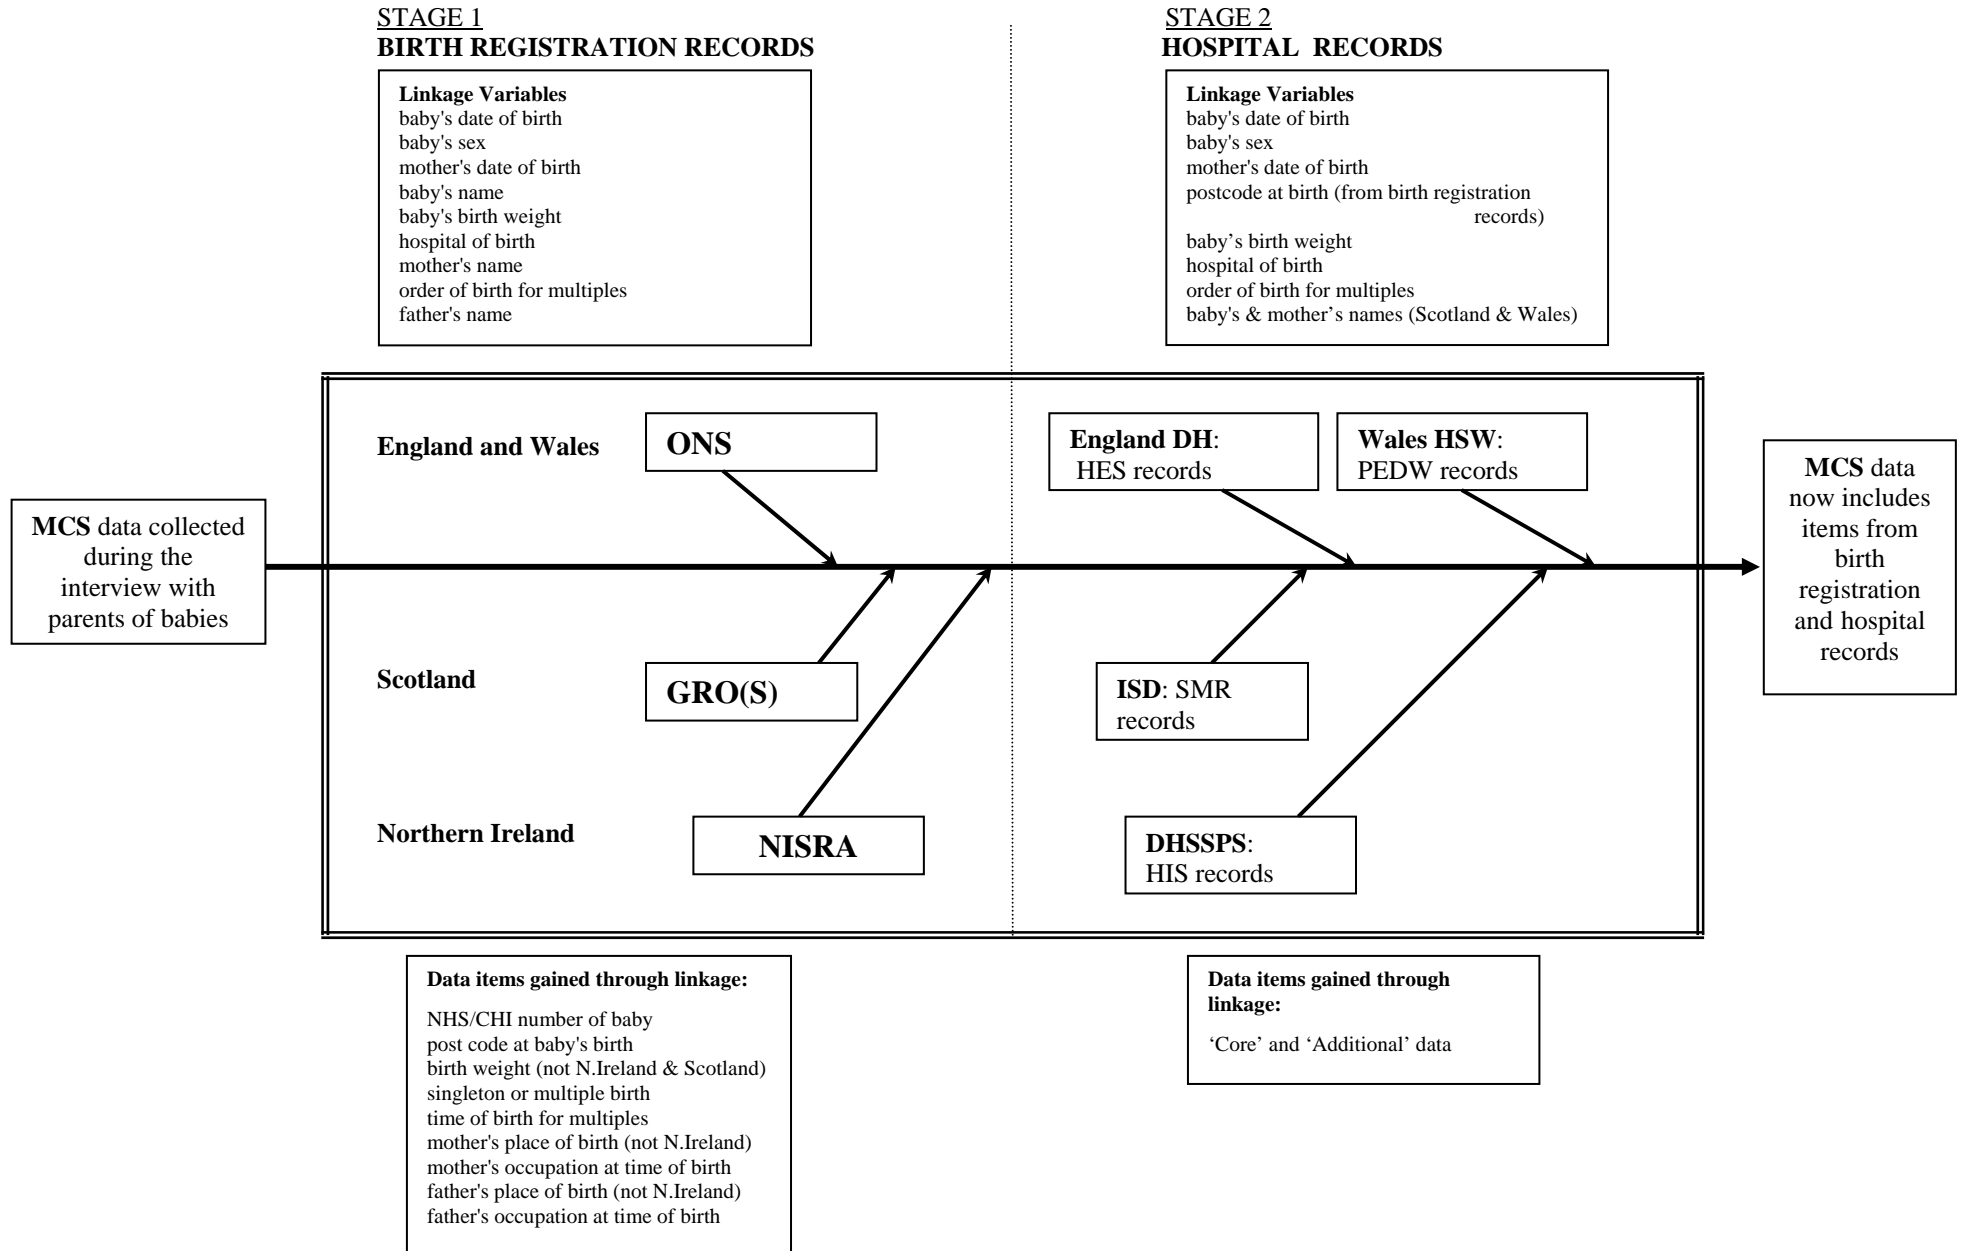 STAGE 1
BIRTH REGISTRATION RECORDS
Linkage Variables
baby's date of birth
baby's sex
mother's date of birth
baby's name
baby's birth weight
hospital of birth
mother's name
order of birth for multiples
father's name
STAGE 2
HOSPITAL RECORDS
Linkage Variables
baby's date of birth
baby's sex
mother's date of birth
postcode at birth (from birth registration
records)
baby’s birth weight
hospital of birth
order of birth for multiples
baby's & mother’s names (Scotland & Wales)
MCS data collected
during the
interview with
parents of babies
England and Wales
ONS
Scotland
GRO(S)
Northern Ireland
NISRA
England DH:
HES records
Wales HSW:
PEDW records
ISD: SMR
records
DHSSPS:
HIS records
MCS data
now includes
items from
birth
registration
and hospital
records
Data items gained through linkage:
NHS/CHI number of baby
post code at baby's birth
birth weight (not N.Ireland & Scotland)
singleton or multiple birth
time of birth for multiples
mother's place of birth (not N.Ireland)
mother's occupation at time of birth
father's place of birth (not N.Ireland)
father's occupation at time of birth
Data items gained through
linkage:
‘Core’ and ‘Additional’ data